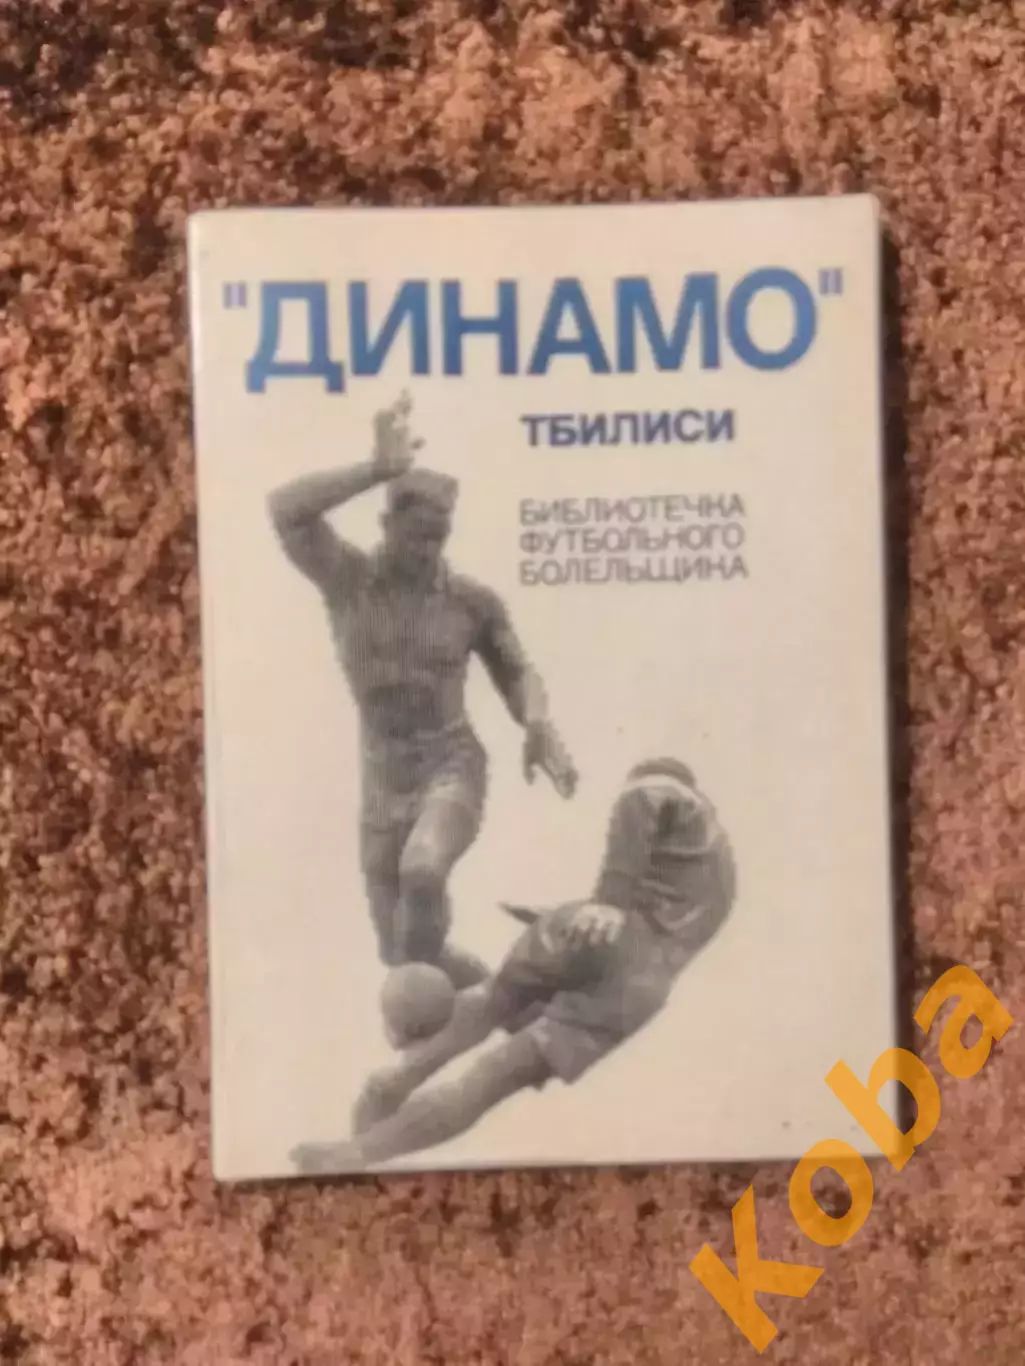 "ДИНАМО"
ТБИЛИСИ
БИБЛИОТЕЧКА
ФУТБОЛЬНОГО
БОЛЕЛЬЩИКА
Koba